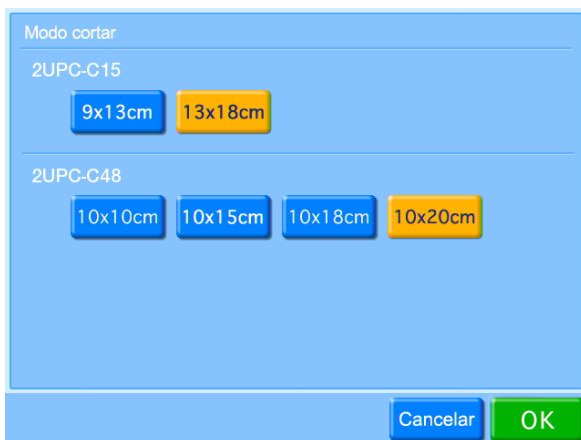 Modo cortar
2UPC-C15
9x13cm 13x18cm
2UPC-C48
10x10cm 10x15cm 10x18cm 10x20cm
Cancelar OK